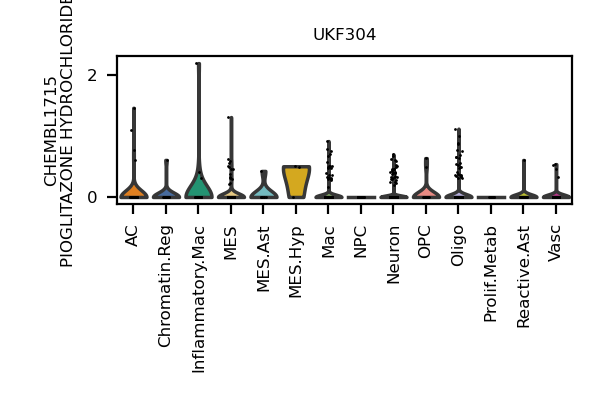 UKF304
CHEMBL1715
PIOGLITAZONE HYDROCHLORIDE
2
0
AC
Chromatin.Reg
Inflammatory.Mac
MES
MES.Ast
MES.Hyp
Mac
NPC
Neuron
OPC
Oligo
Prolif.Metab
Reactive.Ast
Vasc